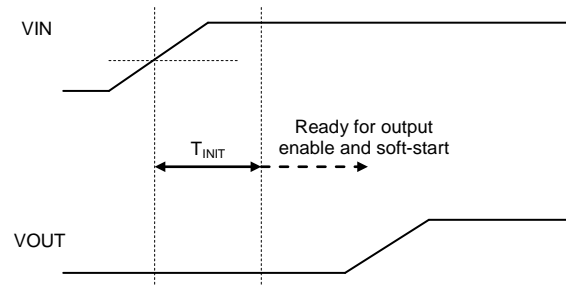 VIN
Ready for output
enable and soft-start
TINIT
VOUT